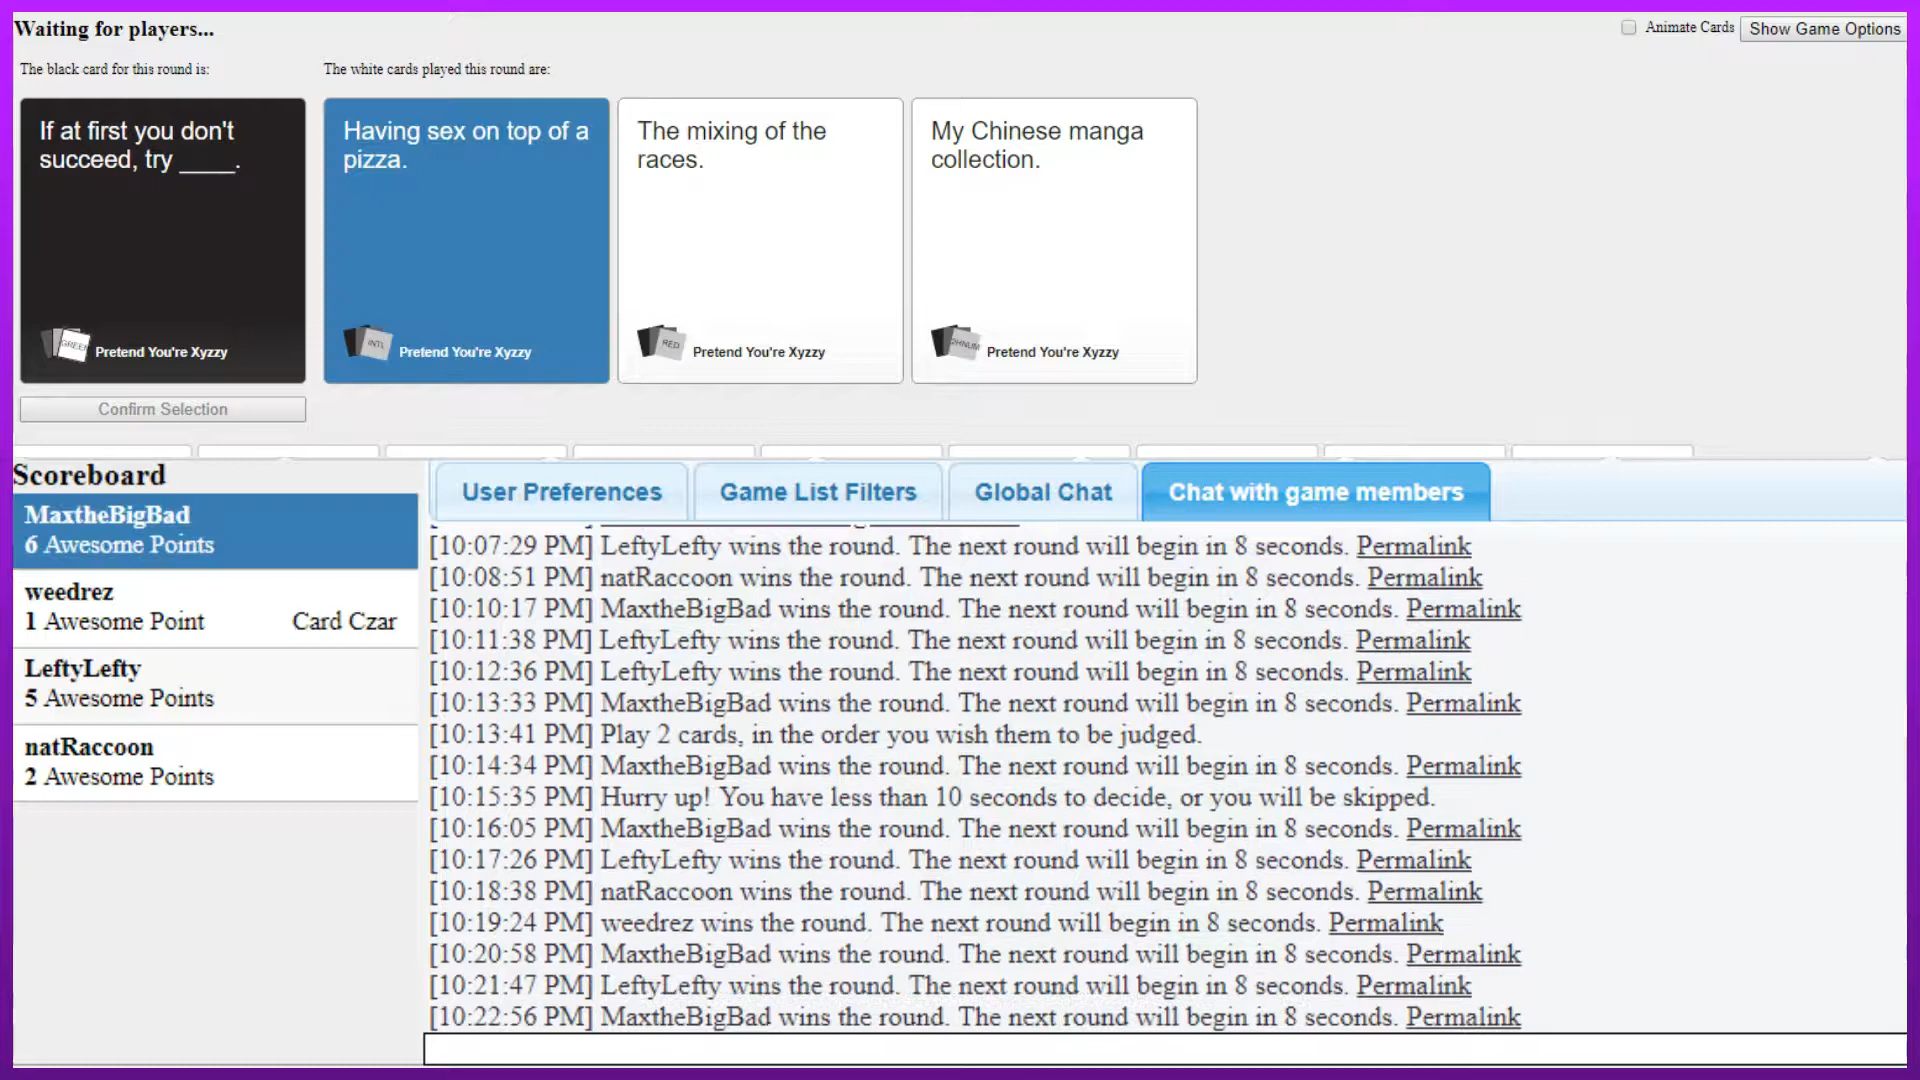 Waiting for players...
Animate Cards
Show Game Options
The black card for this round is:
The white cards played this round are:
If at first you don't
succeed, try ____.
GREEN
Pretend You're Xyzzy
Having sex on top of a
pizza.
INTL
Pretend You're Xyzzy
The mixing of the
races.
RED
Pretend You're Xyzzy
My Chinese manga
collection.
Pretend You're Xyzzy
Confirm Selection
Scoreboard
MaxtheBigBad
6 Awesome Points
weedrez
1 Awesome Point
Card Czar
LeftyLefty
5 Awesome Points
natRaccoon
2 Awesome Points
User Preferences
Game List Filters
Global Chat
Chat with game members
[10:07:29 PM] LeftyLefty wins the round. The next round will begin in 8 seconds. Permalink
[10:08:51 PM] natRaccoon wins the round. The next round will begin in 8 seconds. Permalink
[10:10:17 PM] MaxtheBigBad wins the round. The next round will begin in 8 seconds. Permalink
[10:11:38 PM] LeftyLefty wins the round. The next round will begin in 8 seconds. Permalink
[10:12:36 PM] LeftyLefty wins the round. The next round will begin in 8 seconds. Permalink
[10:13:33 PM] MaxtheBigBad wins the round. The next round will begin in 8 seconds. Permalink
[10:13:41 PM] Play 2 cards, in the order you wish them to be judged.
[10:14:34 PM] MaxtheBigBad wins the round. The next round will begin in 8 seconds. Permalink
[10:15:35 PM] Hurry up! You have less than 10 seconds to decide, or you will be skipped.
[10:16:05 PM] MaxtheBigBad wins the round. The next round will begin in 8 seconds. Permalink
[10:17:26 PM] LeftyLefty wins the round. The next round will begin in 8 seconds. Permalink
[10:18:38 PM] natRaccoon wins the round. The next round will begin in 8 seconds. Permalink
[10:19:24 PM] weedrez wins the round. The next round will begin in 8 seconds. Permalink
[10:20:58 PM] MaxtheBigBad wins the round. The next round will begin in 8 seconds. Permalink
[10:21:47 PM] LeftyLefty wins the round. The next round will begin in 8 seconds. Permalink
[10:22:56 PM] MaxtheBigBad wins the round. The next round will begin in 8 seconds. Permalink